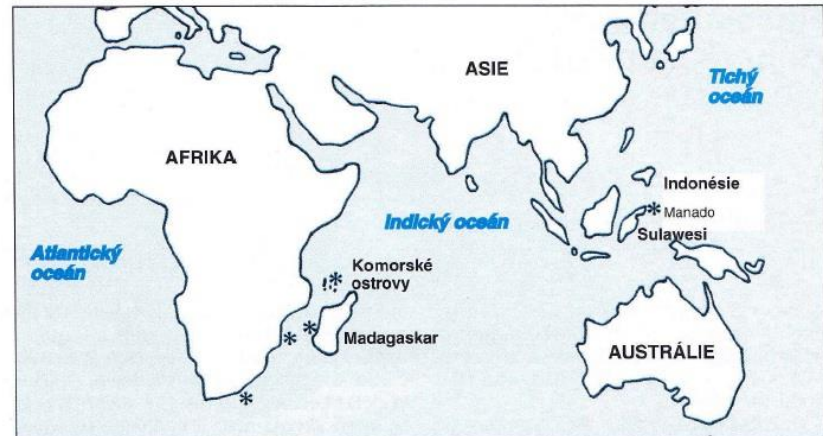 ASIE
Tichý
oceán
AFRIKA
Indonésie
* Manado
Sulawesi
Indický oceán
Atlantický
oceán
*
Komorské
ostrovy
* *
Madagaskar
AUSTRÁLIE
*